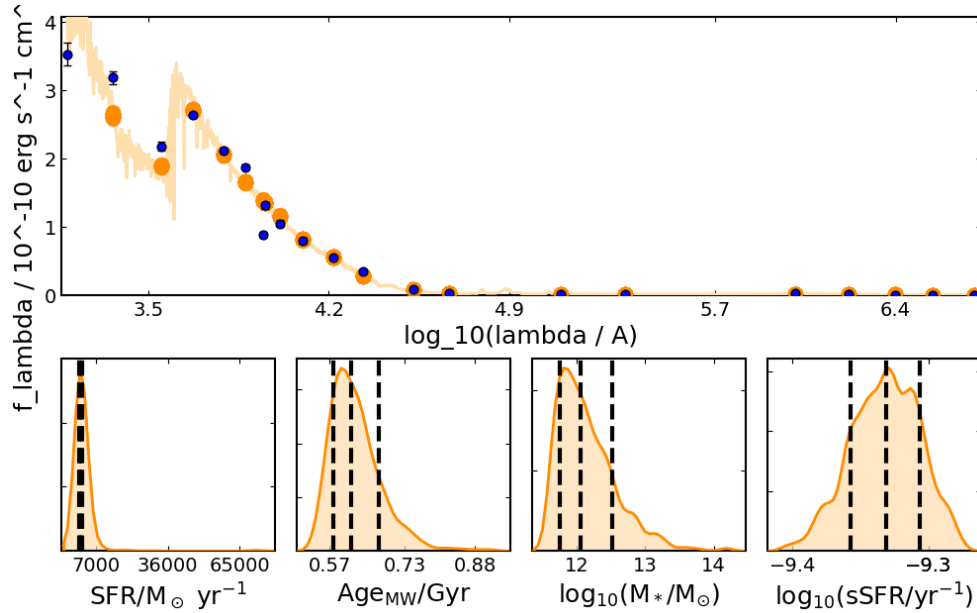 4
3
2
1
0
f_lambda / 10^-10 erg s^-1 cm^
3.5 4.2 4.9 5.7 6.4
log_10(lambda / A)
7000 36000 65000
SFR/M⊙ yr⁻¹
0.57 0.73 0.88
Age_MW/Gyr
12 13 14
log₁₀(M_*/M⊙)
−9.4 −9.3
log₁₀(sSFR/yr⁻¹)